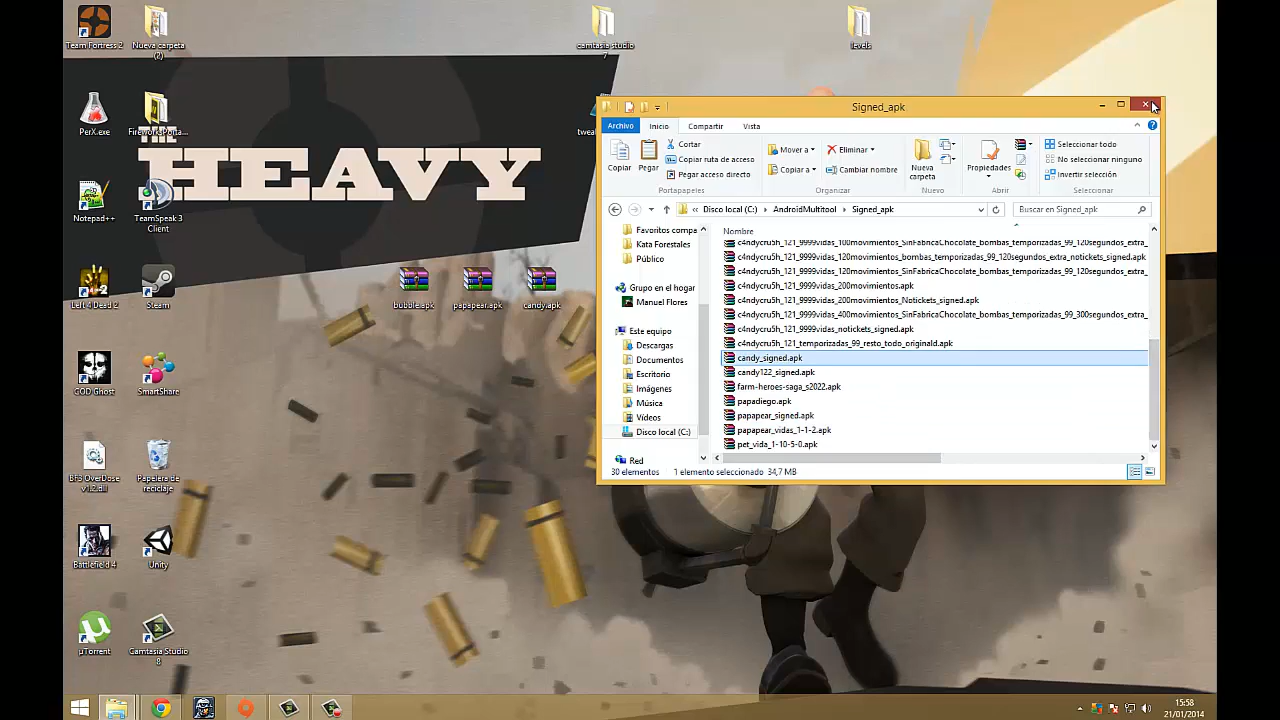 Team Fortress 2
Nueva carpeta (2)
camtasia studio 7
levels
PerX.exe
FireworksPorta...
THE
HEAVY
Notepad++
TeamSpeak 3 Client
Left 4 Dead 2
Steam
bubble.apk
papapear.apk
candy.apk
COD Ghost
SmartShare
Papelera de reciclaje
Battlefield 4
Unity
µTorrent
Camtasia Studio 8
Signed_apk
Archivo
Inicio
Compartir
Vista
Copiar
Pegar
Cortar
Copiar ruta de acceso
Pegar acceso directo
Portapapeles
Mover a
Copiar a
Eliminar
Cambiar nombre
Organizar
Nueva carpeta
Nuevo
Propiedades
Abrir
Seleccionar todo
No seleccionar ninguno
Invertir selección
Seleccionar
« Disco local (C:) AndroidMultitool Signed_apk
Buscar en Signed_apk
Favoritos compa
Kata Forestales
Público
Grupo en el hogar
Manuel Flores
Este equipo
Descargas
Documentos
Escritorio
Imágenes
Música
Vídeos
Disco local (C:)
Red
Nombre
c4ndycru5h_121_9999vidas_100movimientos_SinFabricaChocolate_bombas_temporizadas_99_120segundos_extra_
c4ndycru5h_121_9999vidas_120movimientos_bombas_temporizadas_99_120segundos_extra_notickets_signed.apk
c4ndycru5h_121_9999vidas_120movimientos_SinFabricaChocolate_bombas_temporizadas_99_120segundos_extra_
c4ndycru5h_121_9999vidas_200movimientos.apk
c4ndycru5h_121_9999vidas_200movimientos_Notickets_signed.apk
c4ndycru5h_121_9999vidas_400movimientos_SinFabricaChocolate_bombas_temporizadas_99_300segundos_extra_
c4ndycru5h_121_9999vidas_notickets_signed.apk
c4ndycru5h_121_temporizadas_99_resto_todo_originald.apk
candy_signed.apk
candy122_signed.apk
farm-heroes-saga_s2022.apk
papadiego.apk
papapear_signed.apk
papapear_vidas_1-1-2.apk
pet_vida_1-10-5-0.apk
30 elementos
1 elemento seleccionado 34,7 MB
15:58
21/01/2014